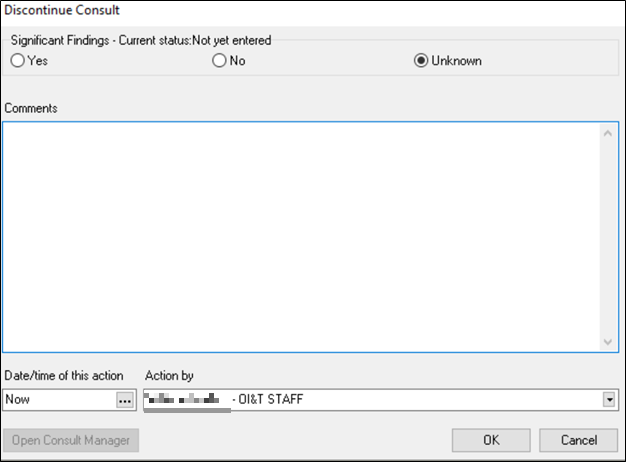 Discontinue Consult
Significant Findings - Current status:Not yet entered
Yes No Unknown
Comments
Date/time of this action Action by
Now ... - OI&T STAFF
Open Consult Manager OK Cancel